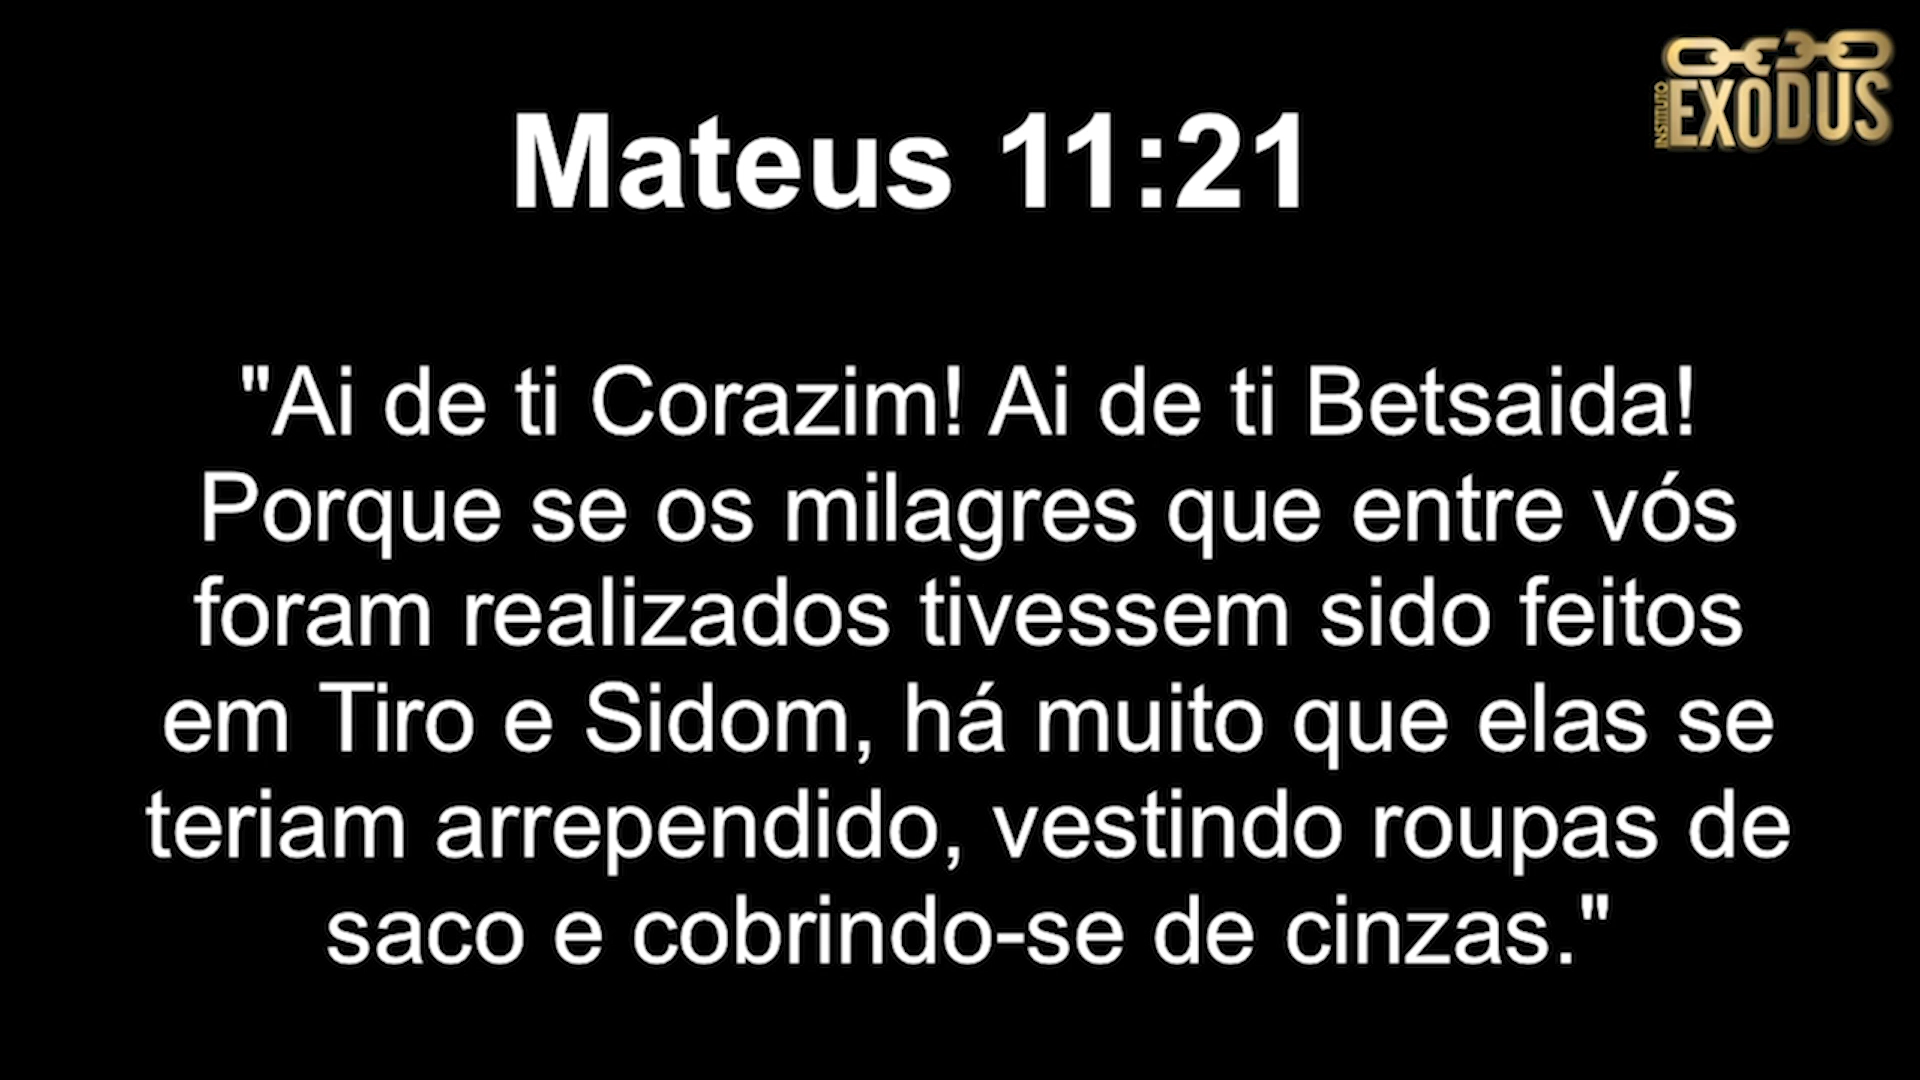 INSTITUTO
EXODUS
Mateus 11:21
"Ai de ti Corazim! Ai de ti Betsaida!
Porque se os milagres que entre vós
foram realizados tivessem sido feitos
em Tiro e Sidom, há muito que elas se
teriam arrependido, vestindo roupas de
saco e cobrindo-se de cinzas."